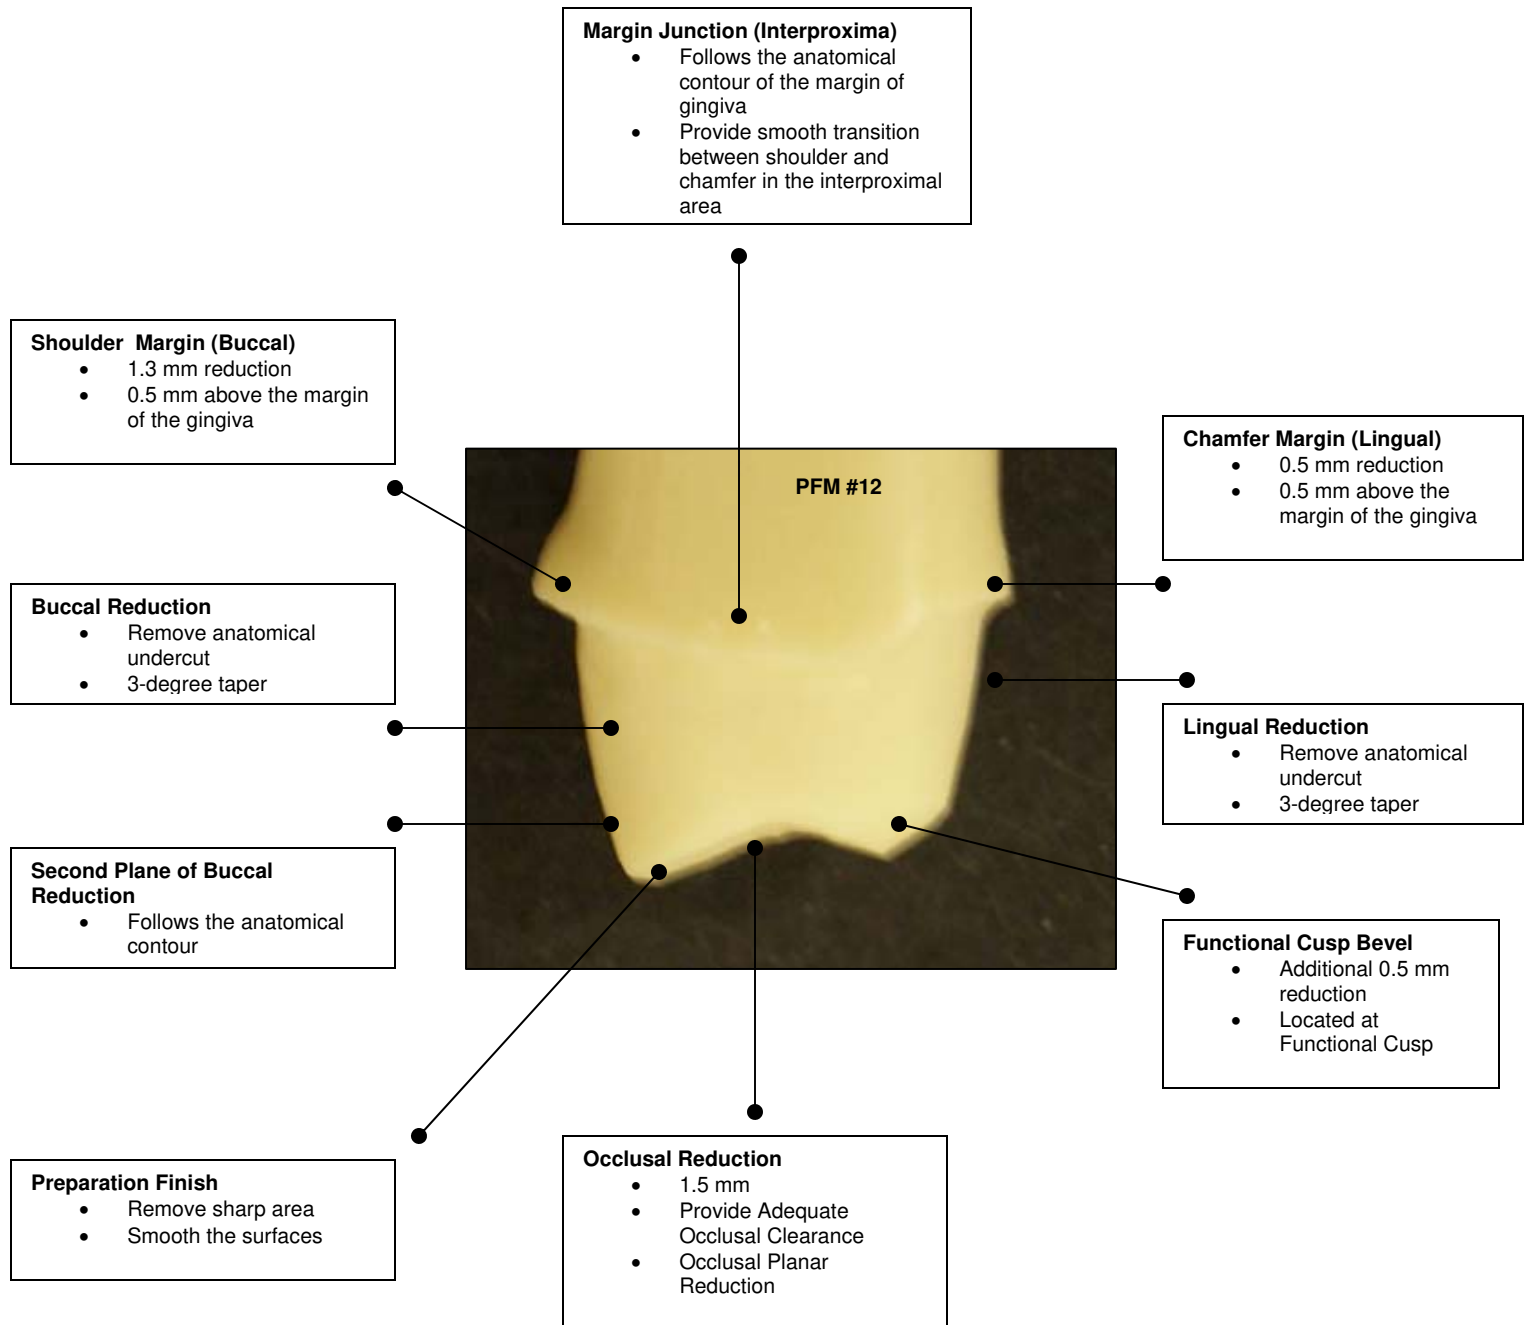 Margin Junction (Interproxima)
• Follows the anatomical
contour of the margin of
gingiva
• Provide smooth transition
between shoulder and
chamfer in the interproximal
area
Shoulder  Margin (Buccal)
• 1.3 mm reduction
• 0.5 mm above the margin
of the gingiva
Chamfer Margin (Lingual)
• 0.5 mm reduction
• 0.5 mm above the
margin of the gingiva
PFM #12
Buccal Reduction
• Remove anatomical
undercut
• 3-degree taper
Lingual Reduction
• Remove anatomical
undercut
• 3-degree taper
Second Plane of Buccal
Reduction
• Follows the anatomical
contour
Functional Cusp Bevel
• Additional 0.5 mm
reduction
• Located at
Functional Cusp
Preparation Finish
• Remove sharp area
• Smooth the surfaces
Occlusal Reduction
• 1.5 mm
• Provide Adequate
Occlusal Clearance
• Occlusal Planar
Reduction